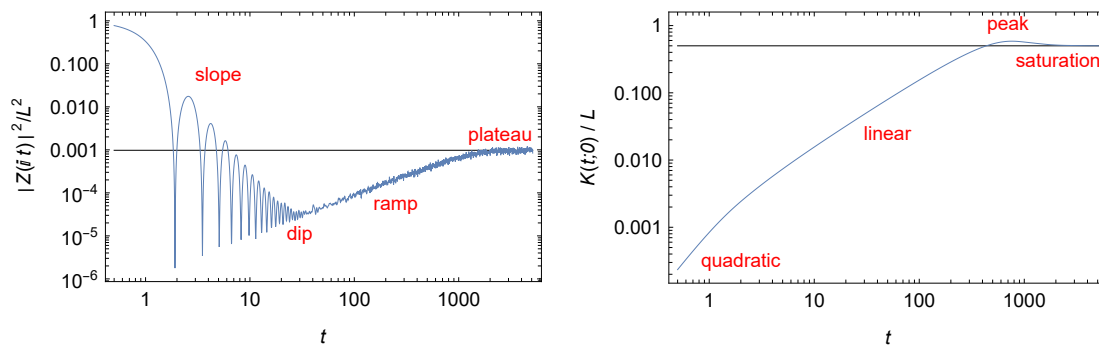 |Z(i t)|²/L²
1
0.100
0.010
0.001
10⁻⁴
10⁻⁵
10⁻⁶
slope
dip
ramp
plateau
1
10
100
1000
t
K(t;0) / L
1
0.100
0.010
0.001
peak
saturation
linear
quadratic
1
10
100
1000
t